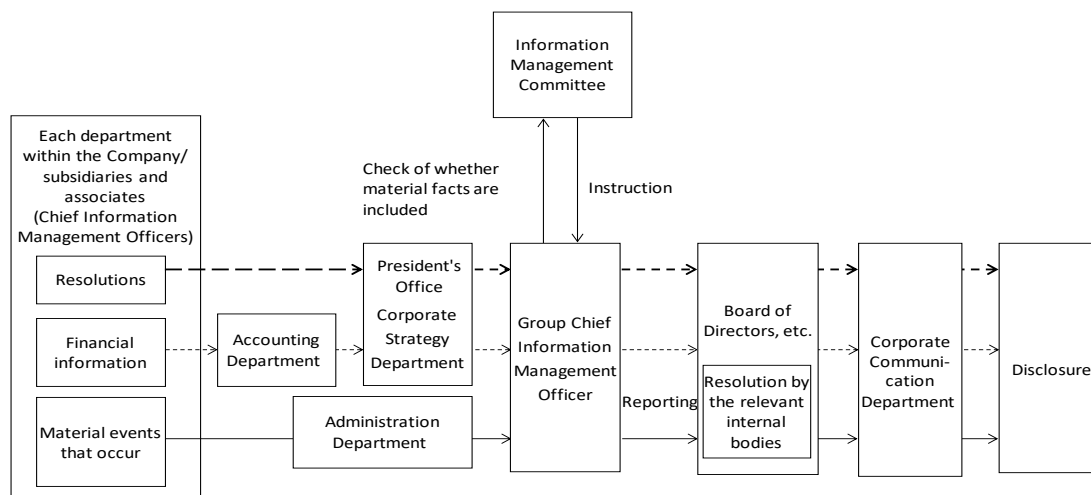 Information
Management
Committee
Each department
within the Company/
subsidiaries and
associates
(Chief Information
Management Officers)
Check of whether
material facts are
included
Instruction
Resolutions
President's
Office
Corporate
Strategy
Department
Financial
information
Accounting
Department
Group Chief
Information
Management
Officer
Board of
Directors, etc.
Corporate
Communi-
cation
Department
Disclosure
Material events
that occur
Administration
Department
Reporting
Resolution by
the relevant
internal
bodies